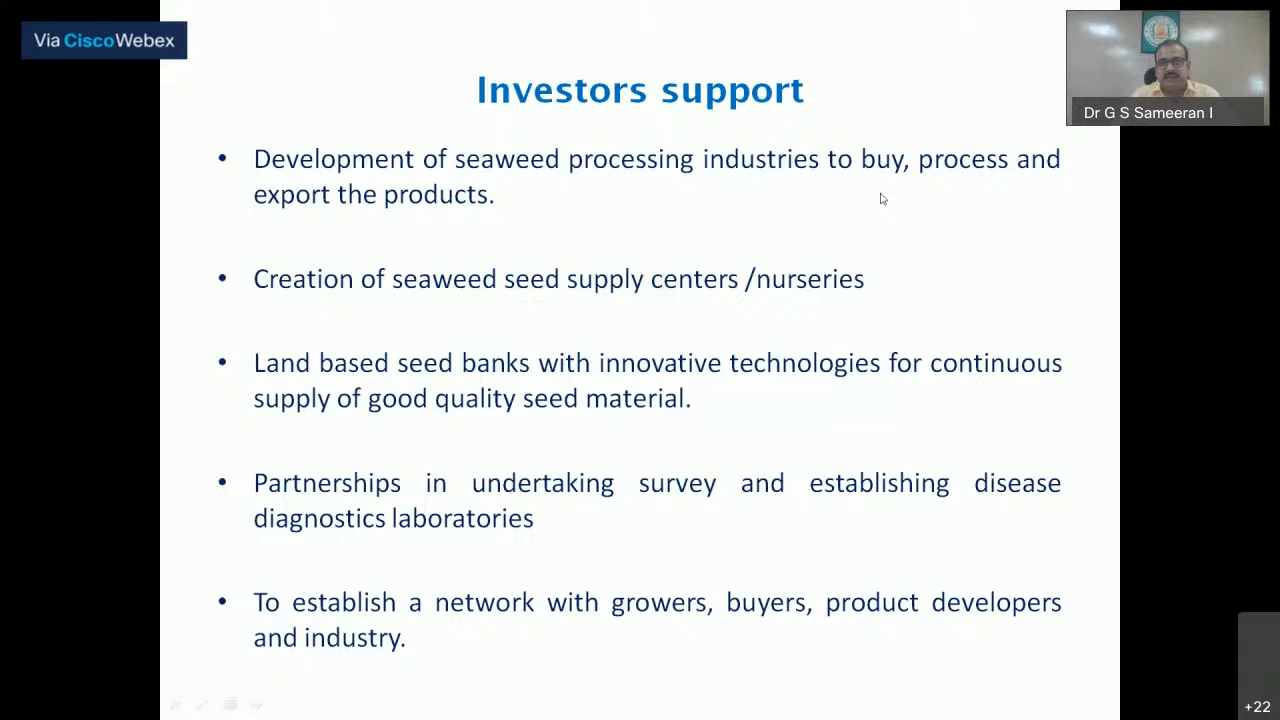 Via CiscoWebex
Investors support
Dr G S Sameeran I
• Development of seaweed processing industries to buy, process and
export the products.
• Creation of seaweed seed supply centers /nurseries
• Land based seed banks with innovative technologies for continuous
supply of good quality seed material.
• Partnerships in undertaking survey and establishing disease
diagnostics laboratories
• To establish a network with growers, buyers, product developers
and industry.
+22